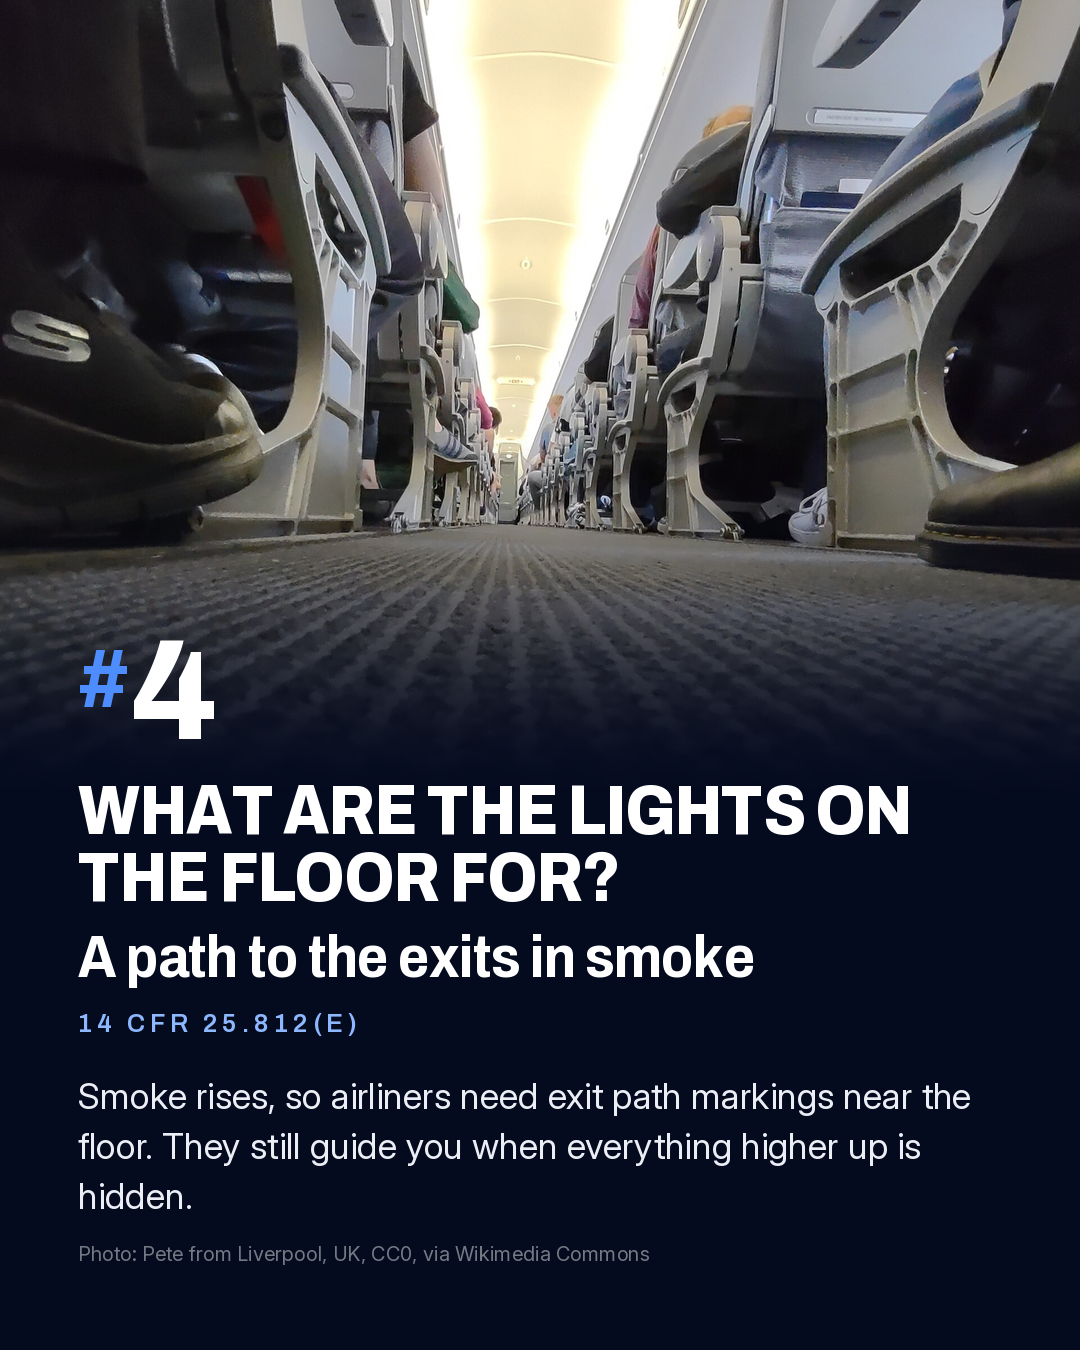 S
#4
WHAT ARE THE LIGHTS ON
THE FLOOR FOR?
A path to the exits in smoke
14 CFR 25.812(E)
Smoke rises, so airliners need exit path markings near the
floor. They still guide you when everything higher up is
hidden.
Photo: Pete from Liverpool, UK, CC0, via Wikimedia Commons